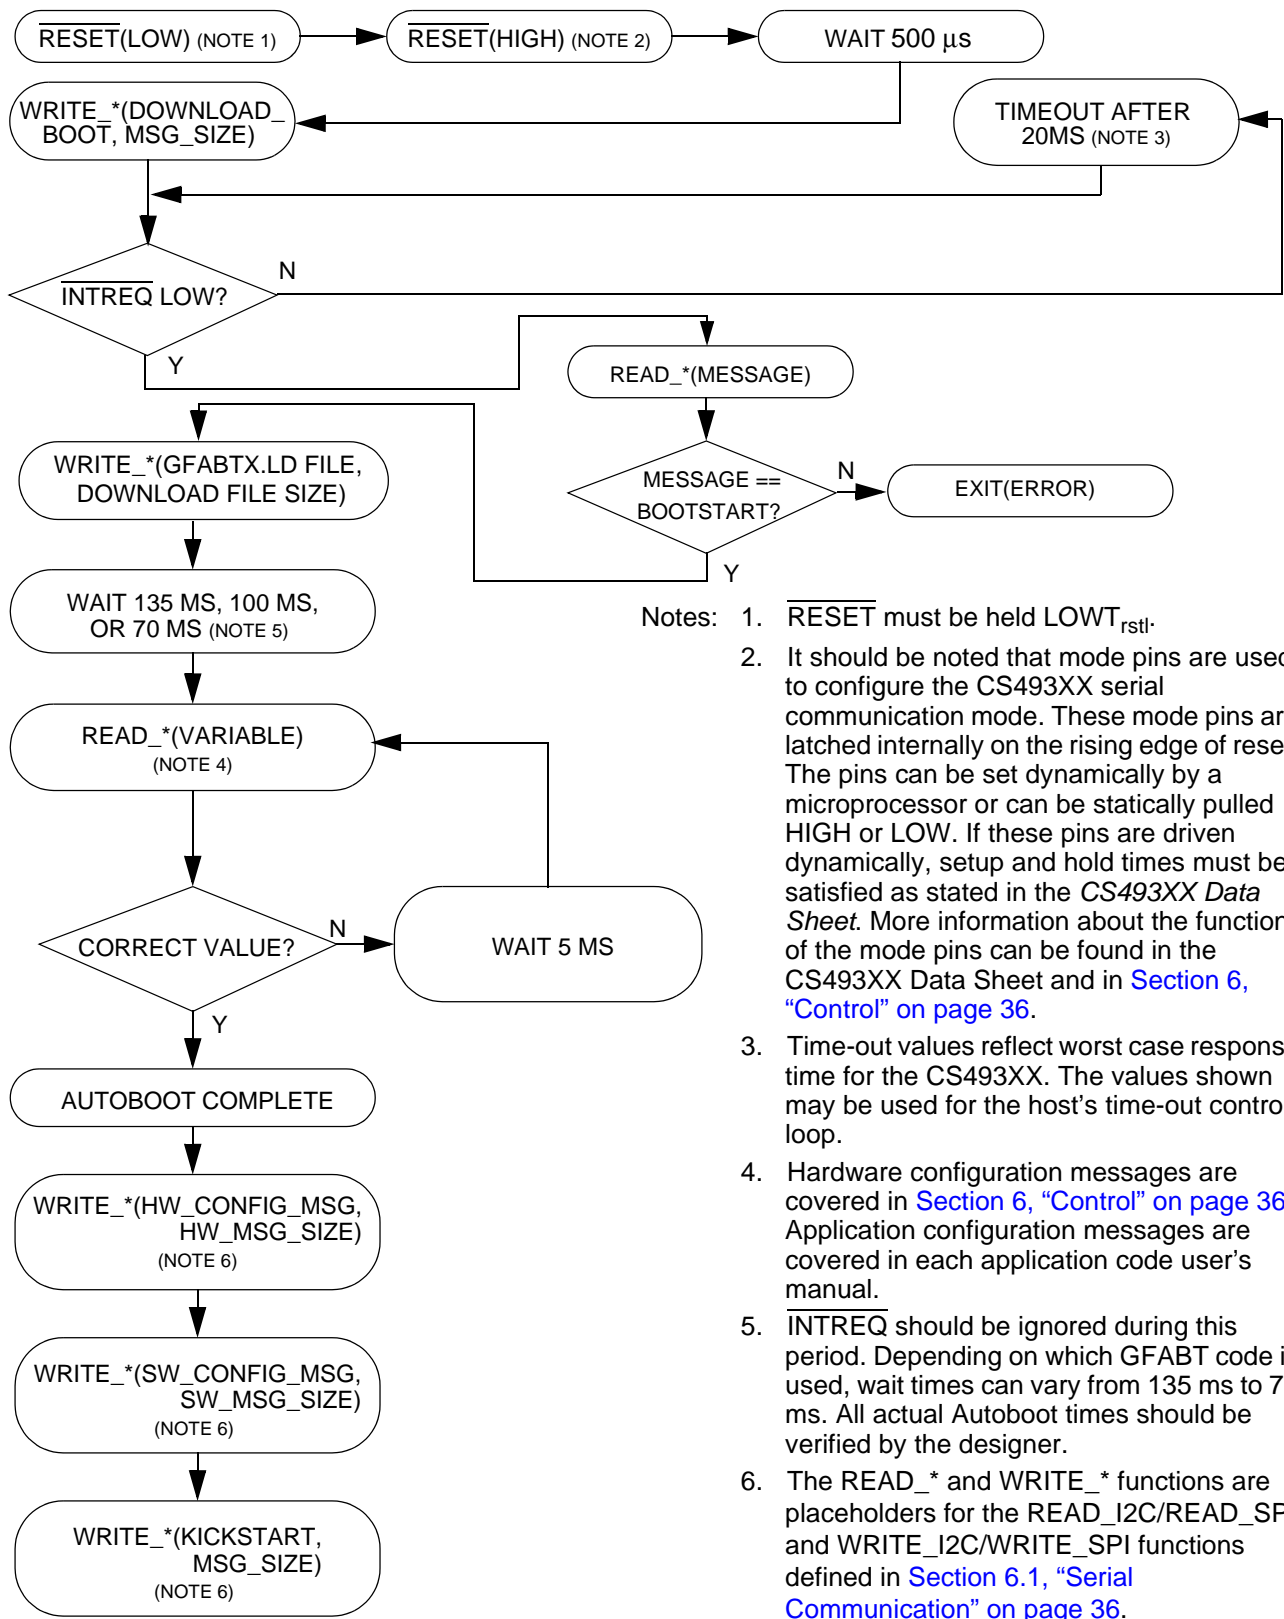 RESET(LOW) (NOTE 1)
RESET(HIGH) (NOTE 2)
WAIT 500 µs
WRITE_*(DOWNLOAD_
BOOT, MSG_SIZE)
TIMEOUT AFTER
20MS (NOTE 3)
INTREQ LOW?
N
Y
READ_*(MESSAGE)
MESSAGE ==
BOOTSTART?
N
EXIT(ERROR)
Y
WRITE_*(GFABTX.LD FILE,
DOWNLOAD FILE SIZE)
WAIT 135 MS, 100 MS,
OR 70 MS (NOTE 5)
READ_*(VARIABLE)
(NOTE 4)
CORRECT VALUE?
N
WAIT 5 MS
Y
AUTOBOOT COMPLETE
WRITE_*(HW_CONFIG_MSG,
HW_MSG_SIZE)
(NOTE 6)
WRITE_*(SW_CONFIG_MSG,
SW_MSG_SIZE)
(NOTE 6)
WRITE_*(KICKSTART,
MSG_SIZE)
(NOTE 6)
Notes: 1. RESET must be held LOWTrstl.
2. It should be noted that mode pins are used
to configure the CS493XX serial
communication mode. These mode pins ar
latched internally on the rising edge of rese
The pins can be set dynamically by a
microprocessor or can be statically pulled
HIGH or LOW. If these pins are driven
dynamically, setup and hold times must be
satisfied as stated in the CS493XX Data
Sheet. More information about the function
of the mode pins can be found in the
CS493XX Data Sheet and in Section 6,
“Control” on page 36.
3. Time-out values reflect worst case respons
time for the CS493XX. The values shown
may be used for the host’s time-out contro
loop.
4. Hardware configuration messages are
covered in Section 6, “Control” on page 36
Application configuration messages are
covered in each application code user’s
manual.
5. INTREQ should be ignored during this
period. Depending on which GFABT code i
used, wait times can vary from 135 ms to 7
ms. All actual Autoboot times should be
verified by the designer.
6. The READ_* and WRITE_* functions are
placeholders for the READ_I2C/READ_SP
and WRITE_I2C/WRITE_SPI functions
defined in Section 6.1, “Serial
Communication” on page 36.